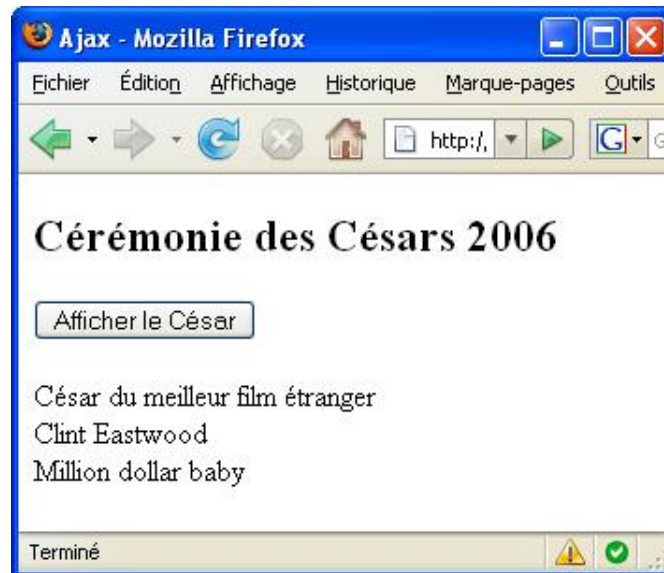 Ajax - Mozilla Firefox
Fichier Édition Affichage Historique Marque-pages Outils
http:/, G G
Cérémonie des Césars 2006
Afficher le César
César du meilleur film étranger
Clint Eastwood
Million dollar baby
Terminé